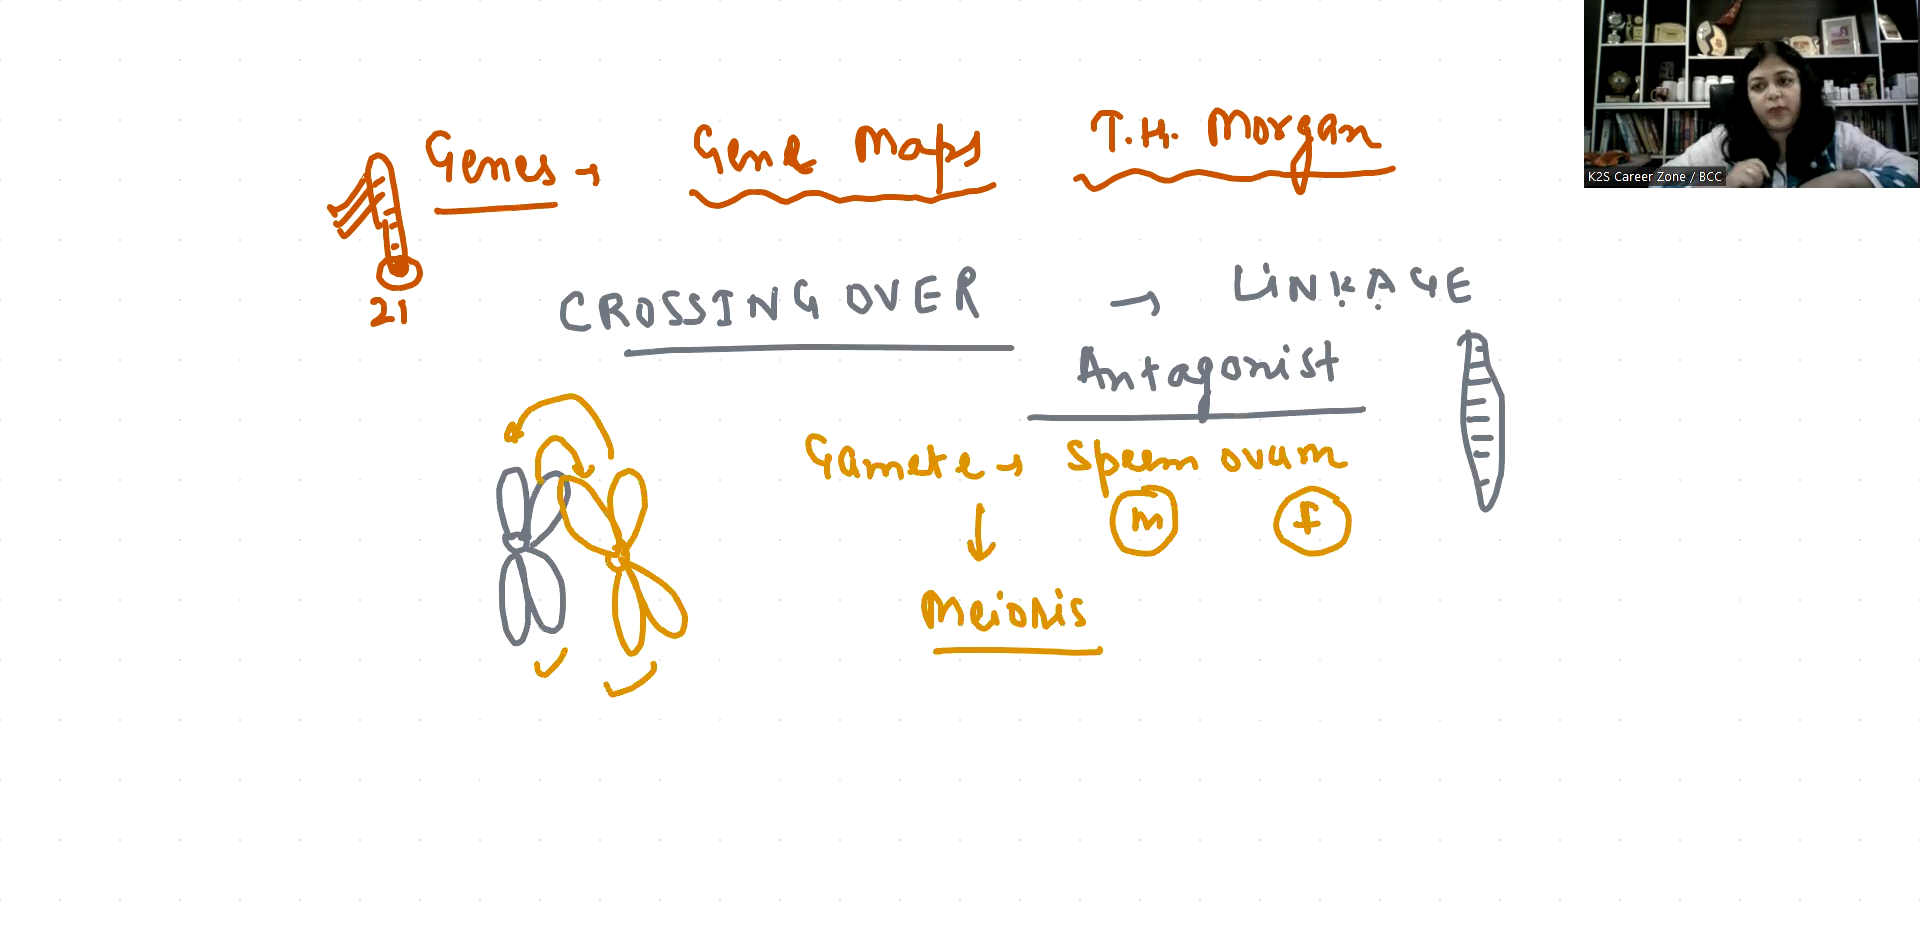 Genes → Gene Maps T.H. Morgan
21
CROSSING OVER → LINKAGE
Antagonist
Gamete → Sperm ovum
m f
↓
Meiosis
K2S Career Zone / BCC